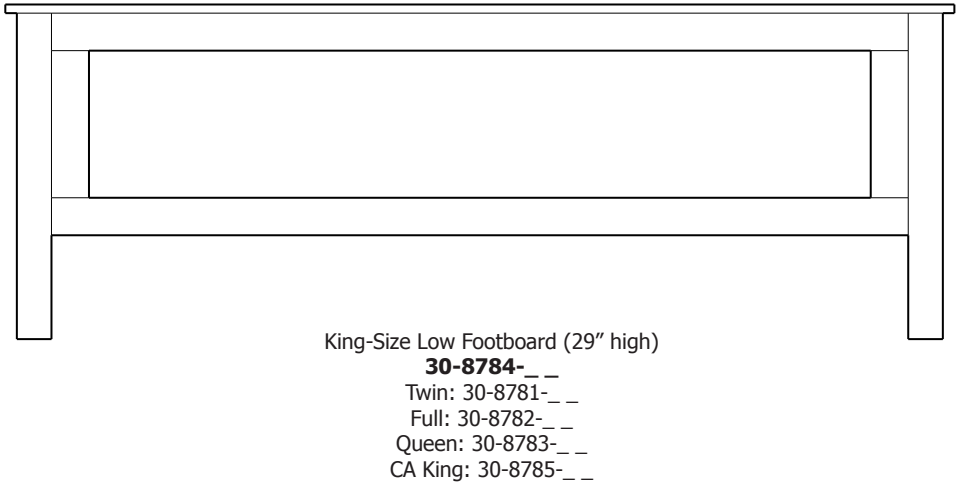 King-Size Low Footboard (29” high)
30-8784-_ _
Twin: 30-8781-_ _
Full: 30-8782-_ _
Queen: 30-8783-_ _
CA King: 30-8785-_ _